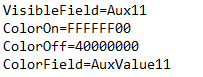 VisibleField=Aux11
ColorOn=FFFFFF00
ColorOff=40000000
ColorField=AuxValue11